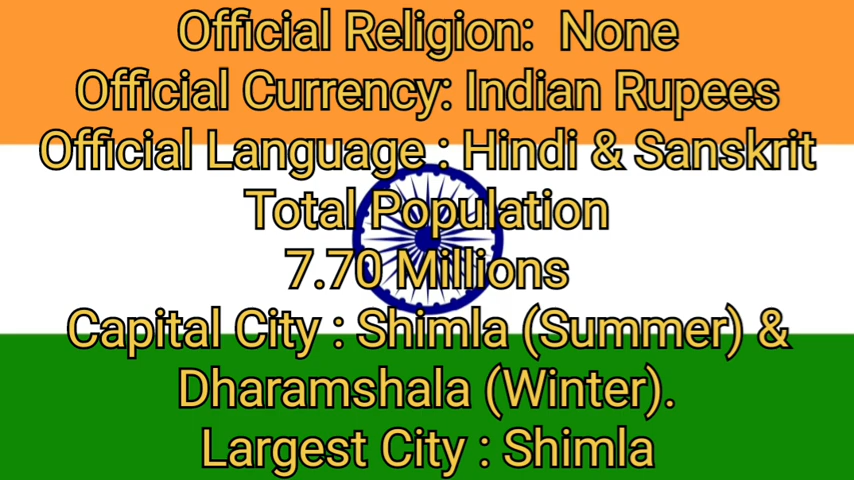 Official Religion: None
Official Currency: Indian Rupees
Official Language : Hindi & Sanskrit
Total Population
7.70 Millions
Capital City : Shimla (Summer) &
Dharamshala (Winter).
Largest City : Shimla